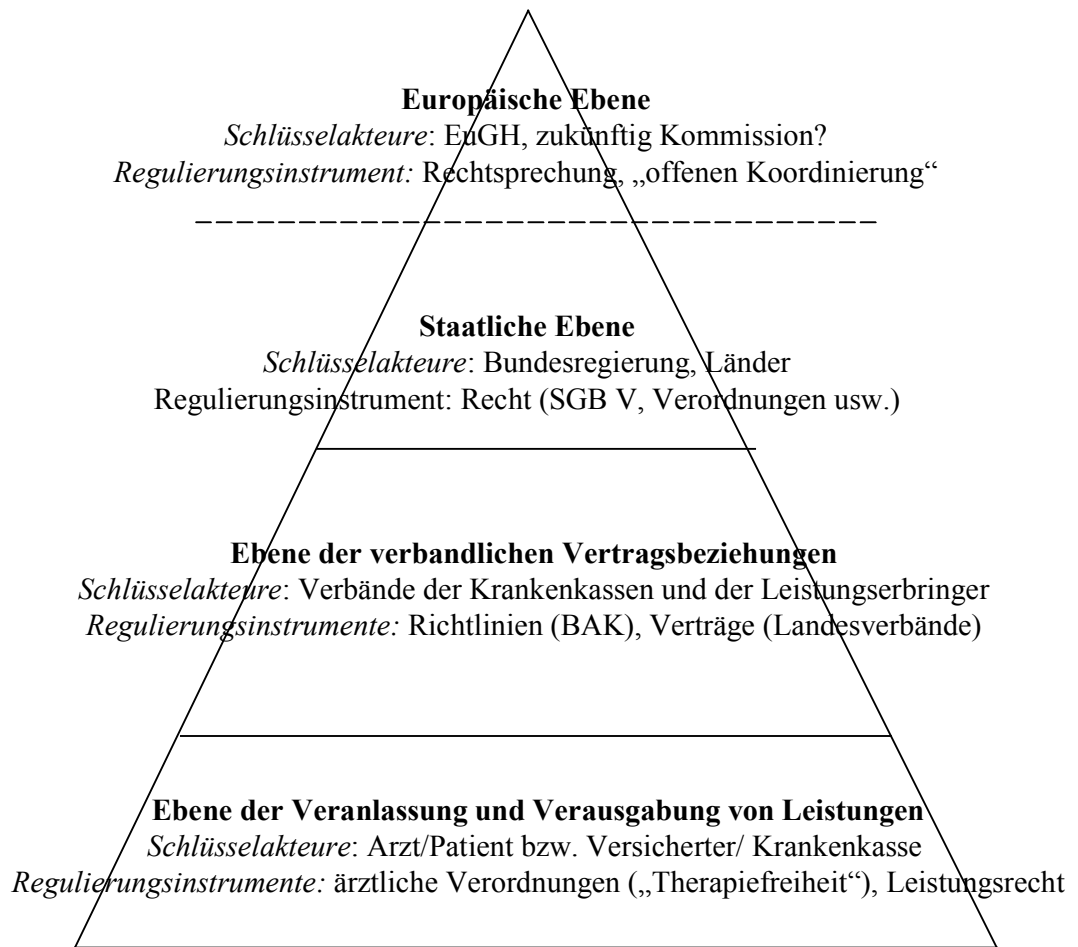 Europäische Ebene
Schlüsselakteure: EuGH, zukünftig Kommission?
Regulierungsinstrument: Rechtsprechung, „offenen Koordinierung“
Staatliche Ebene
Schlüsselakteure: Bundesregierung, Länder
Regulierungsinstrument: Recht (SGB V, Verordnungen usw.)
Ebene der verbandlichen Vertragsbeziehungen
Schlüsselakteure: Verbände der Krankenkassen und der Leistungserbringer
Regulierungsinstrumente: Richtlinien (BAK), Verträge (Landesverbände)
Ebene der Veranlassung und Verausgabung von Leistungen
Schlüsselakteure: Arzt/Patient bzw. Versicherter/ Krankenkasse
Regulierungsinstrumente: ärztliche Verordnungen („Therapiefreiheit“), Leistungsrecht